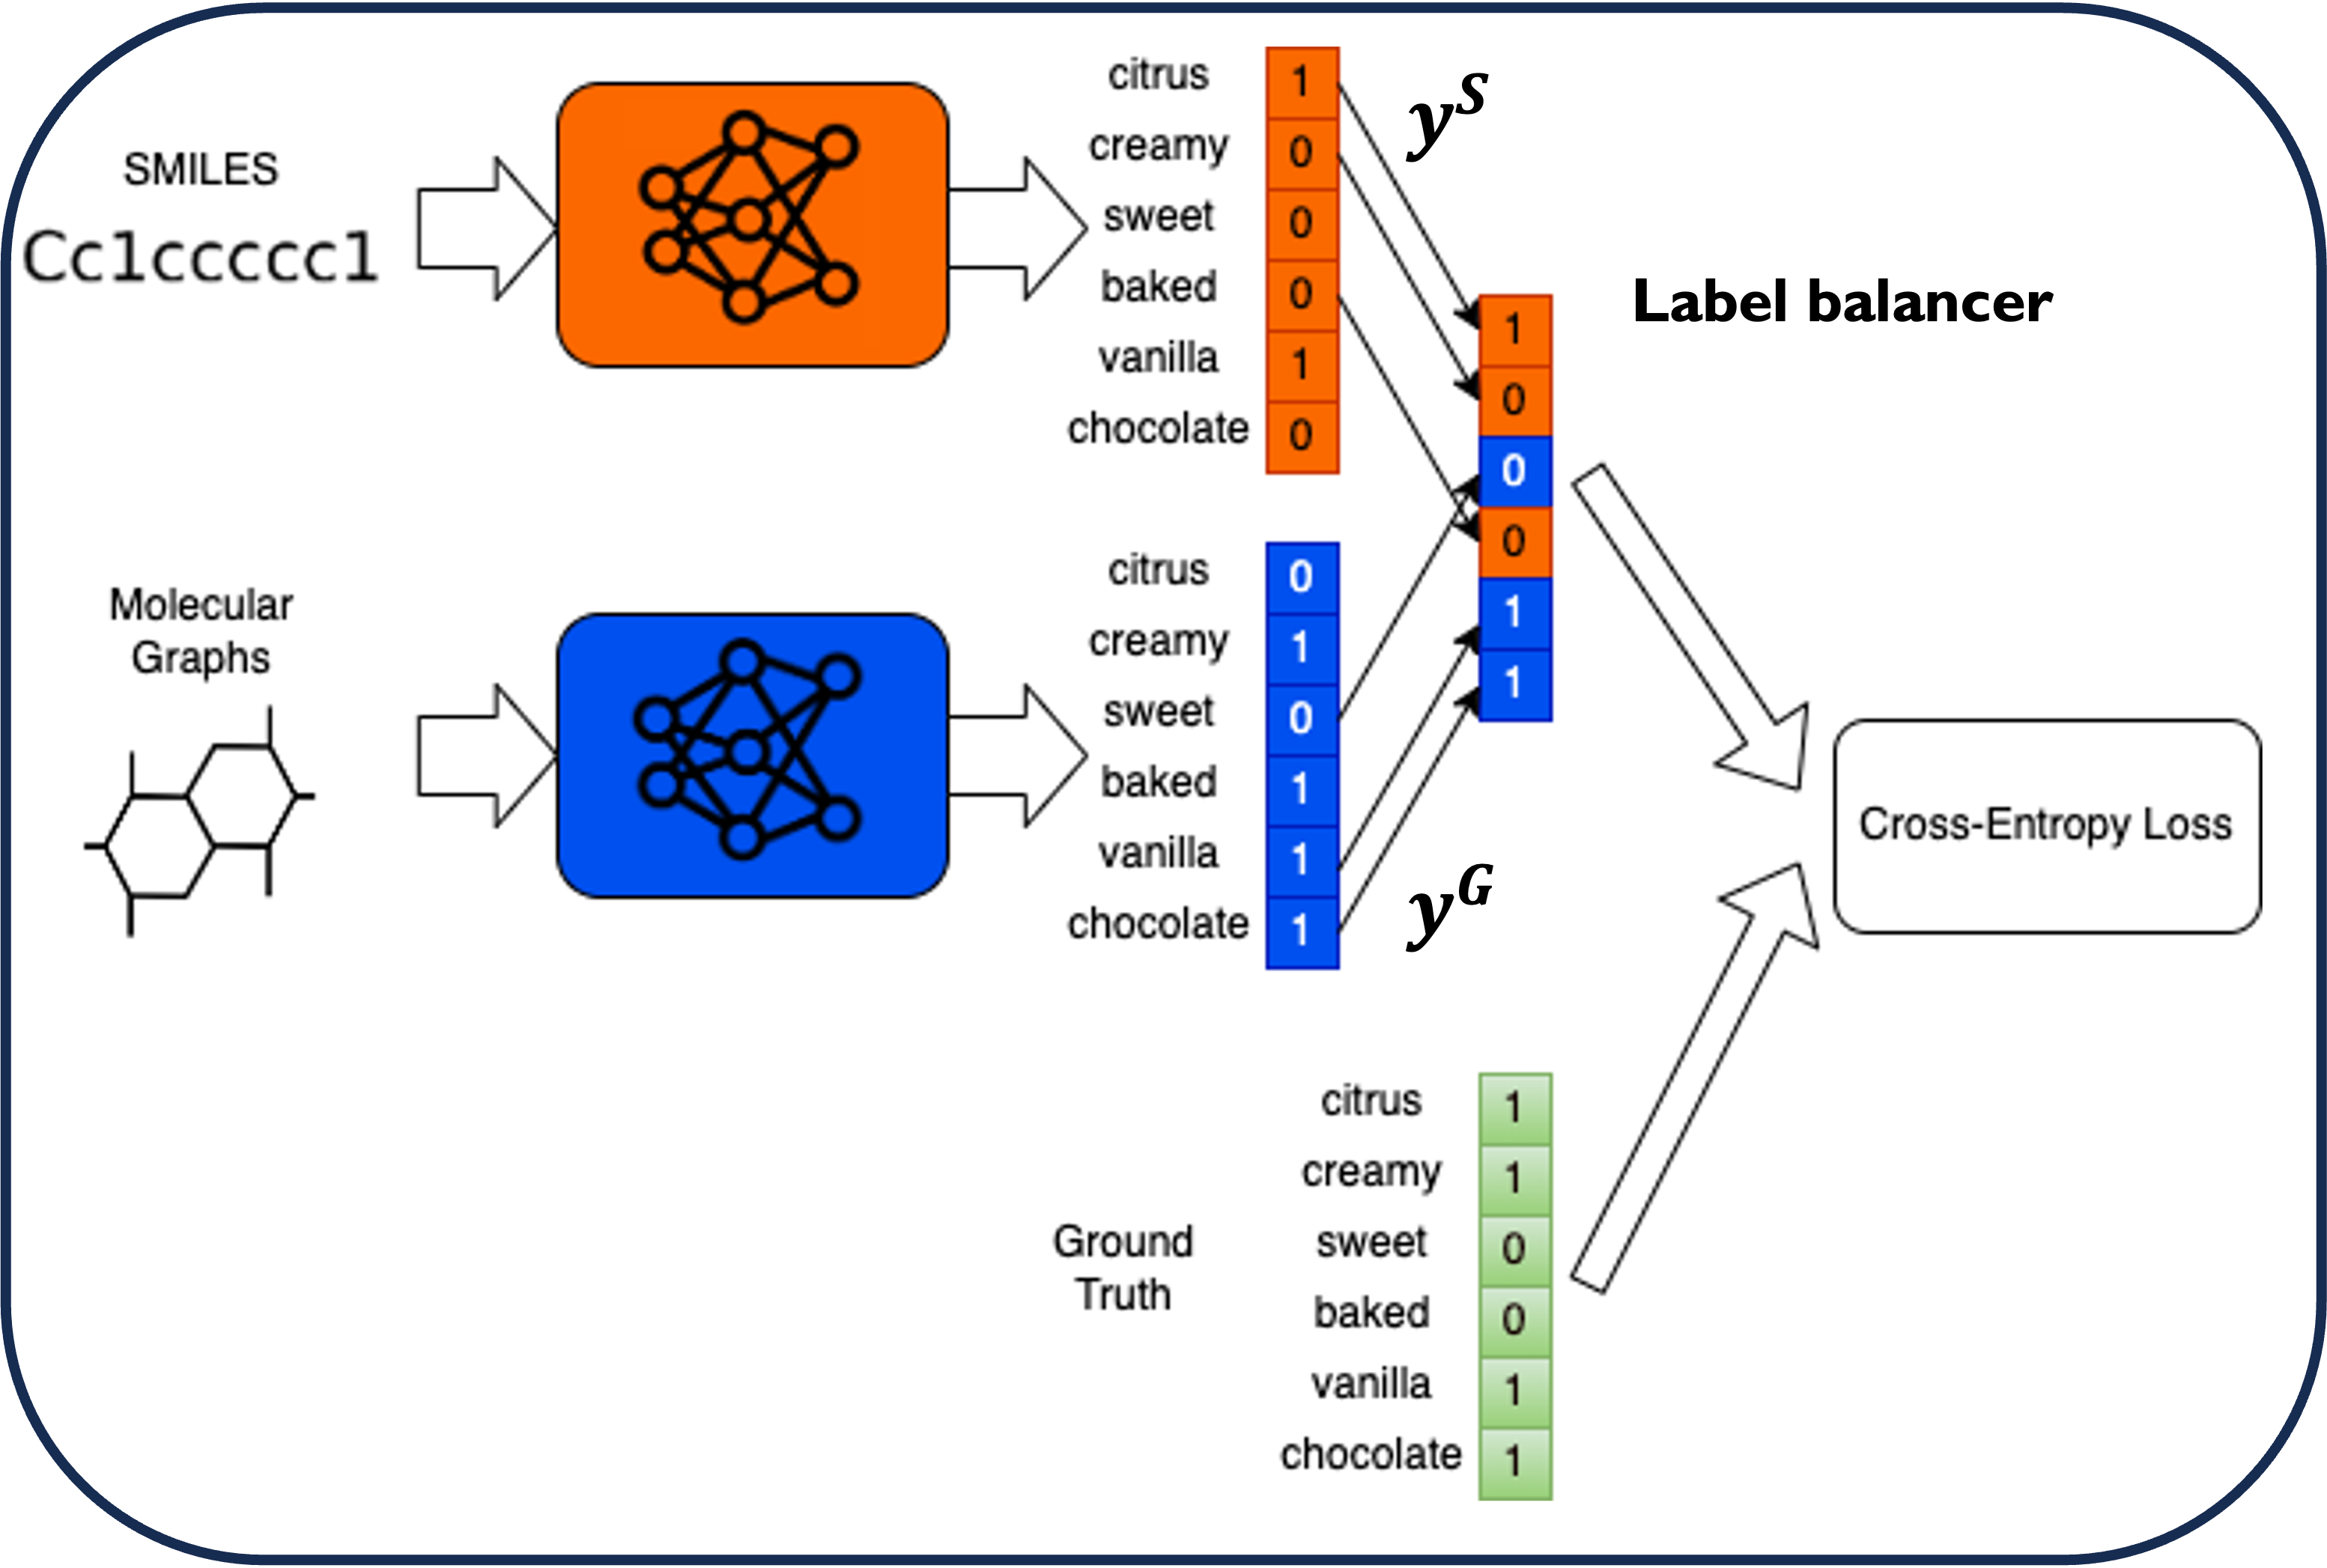 SMILES
Cc1ccccc1
citrus 1
creamy 0
sweet 0
baked 0
vanilla 1
chocolate 0
y^S
Label balancer
1
0
0
0
1
1
Molecular
Graphs
citrus 0
creamy 1
sweet 0
baked 1
vanilla 1
chocolate 1
y^G
Cross-Entropy Loss
Ground
Truth
citrus 1
creamy 1
sweet 0
baked 0
vanilla 1
chocolate 1